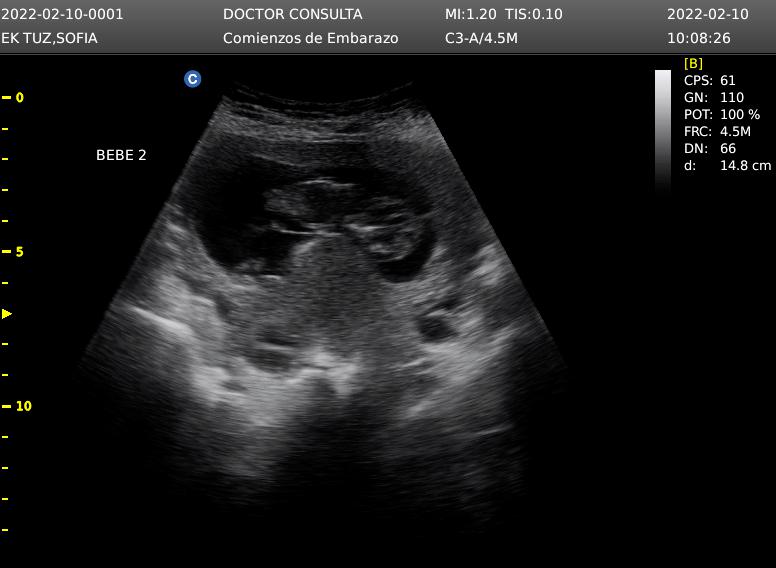 2022-02-10-0001 DOCTOR CONSULTA MI:1.20 TIS:0.10 2022-02-10
EK TUZ,SOFIA Comienzos de Embarazo C3-A/4.5M 10:08:26
[B]
C
CPS: 61
0
GN: 110
POT: 100 %
FRC: 4.5M
DN: 66
BEBE 2
d: 14.8 cm
5
10